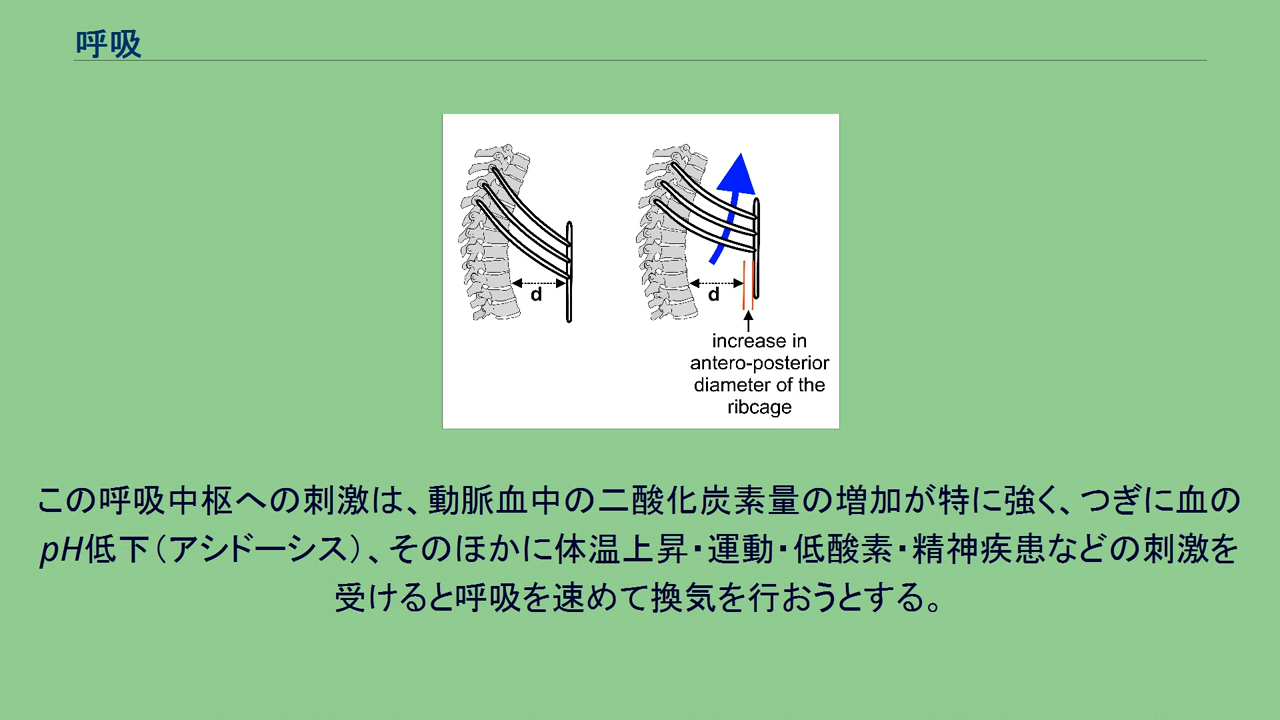 呼吸
d
d
increase in
antero-posterior
diameter of the
ribcage
この呼吸中枢への刺激は、動脈血中の二酸化炭素量の増加が特に強く、つぎに血の
pH低下（アシドーシス）、そのほかに体温上昇・運動・低酸素・精神疾患などの刺激を
受けると呼吸を速めて換気を行おうとする。